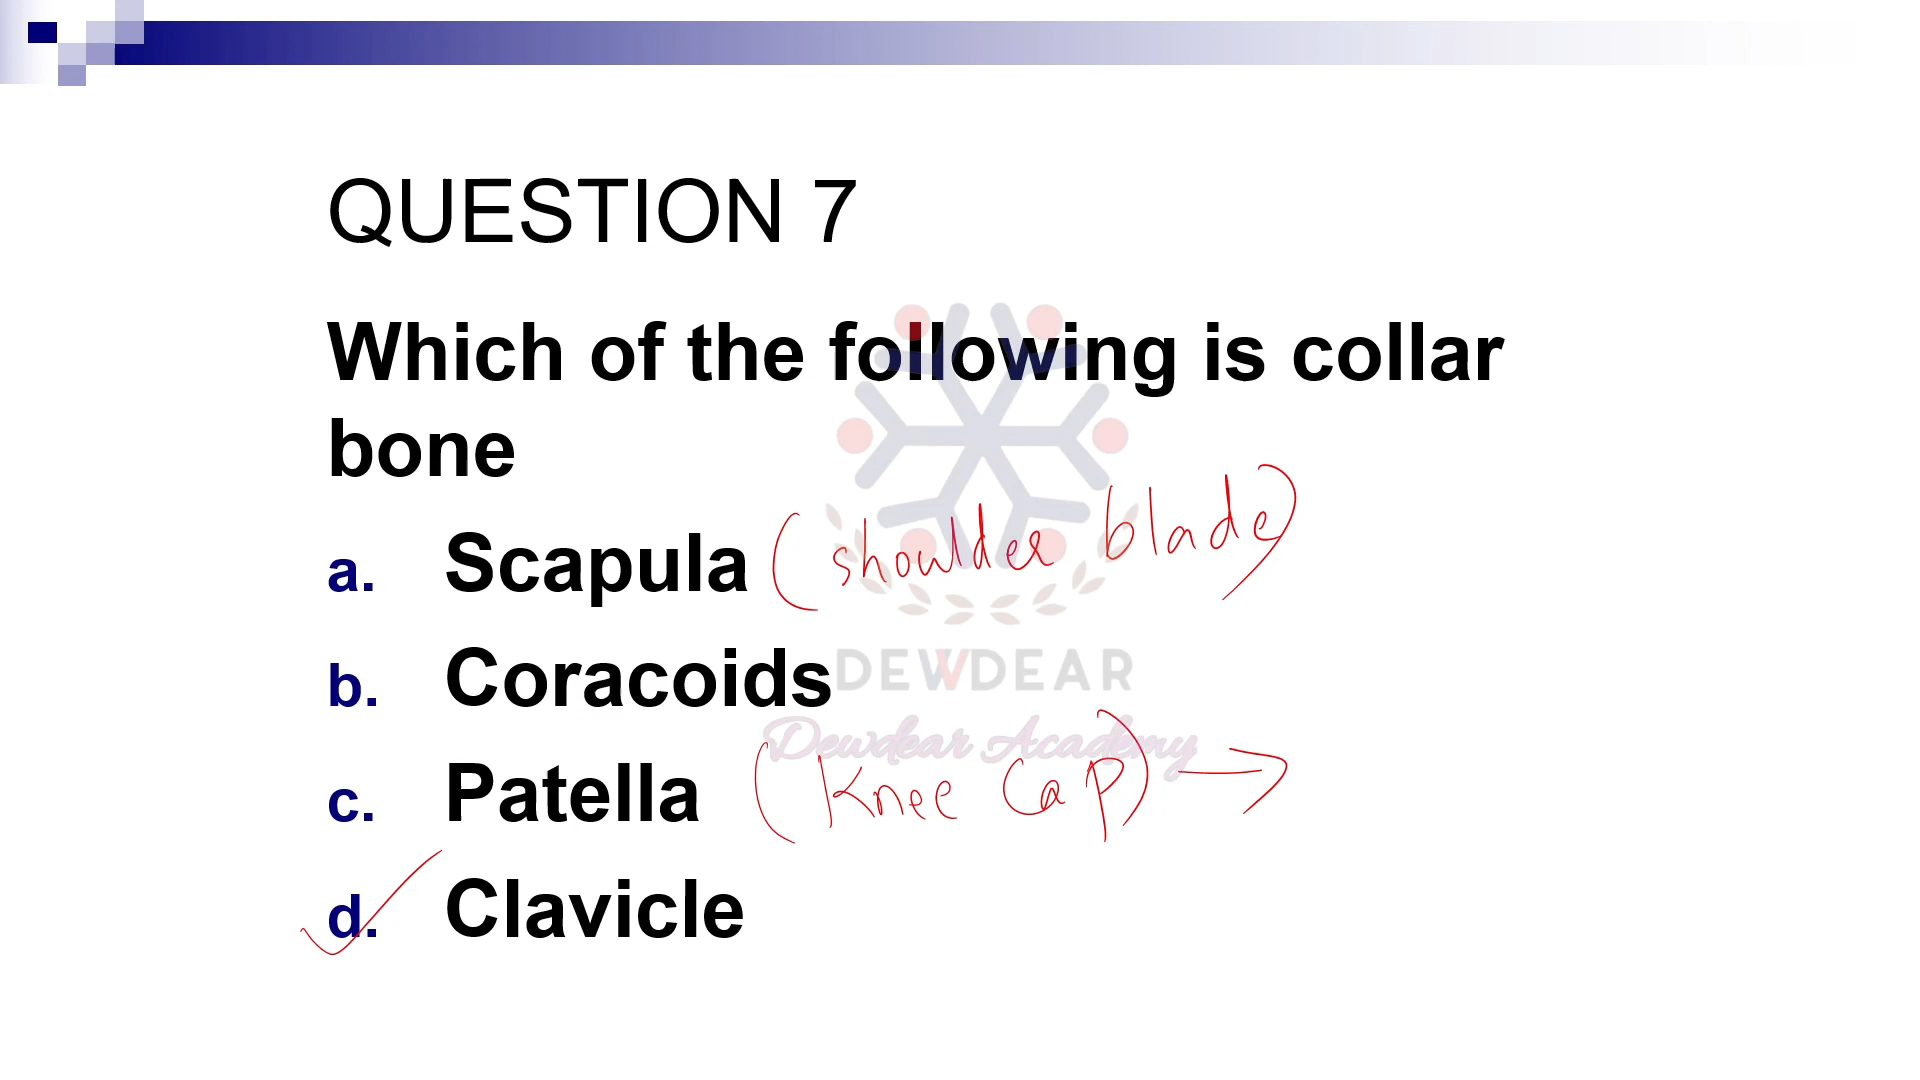 QUESTION 7
Which of the following is collar
bone
a. Scapula (shoulder blade)
b. Coracoids
DEWDEAR
Dewdear Academy
c. Patella (Knee Cap) →
d. Clavicle